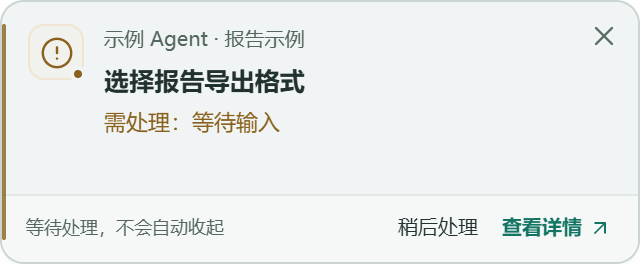 示例 Agent · 报告示例
选择报告导出格式
需处理：等待输入
等待处理，不会自动收起
稍后处理
查看详情